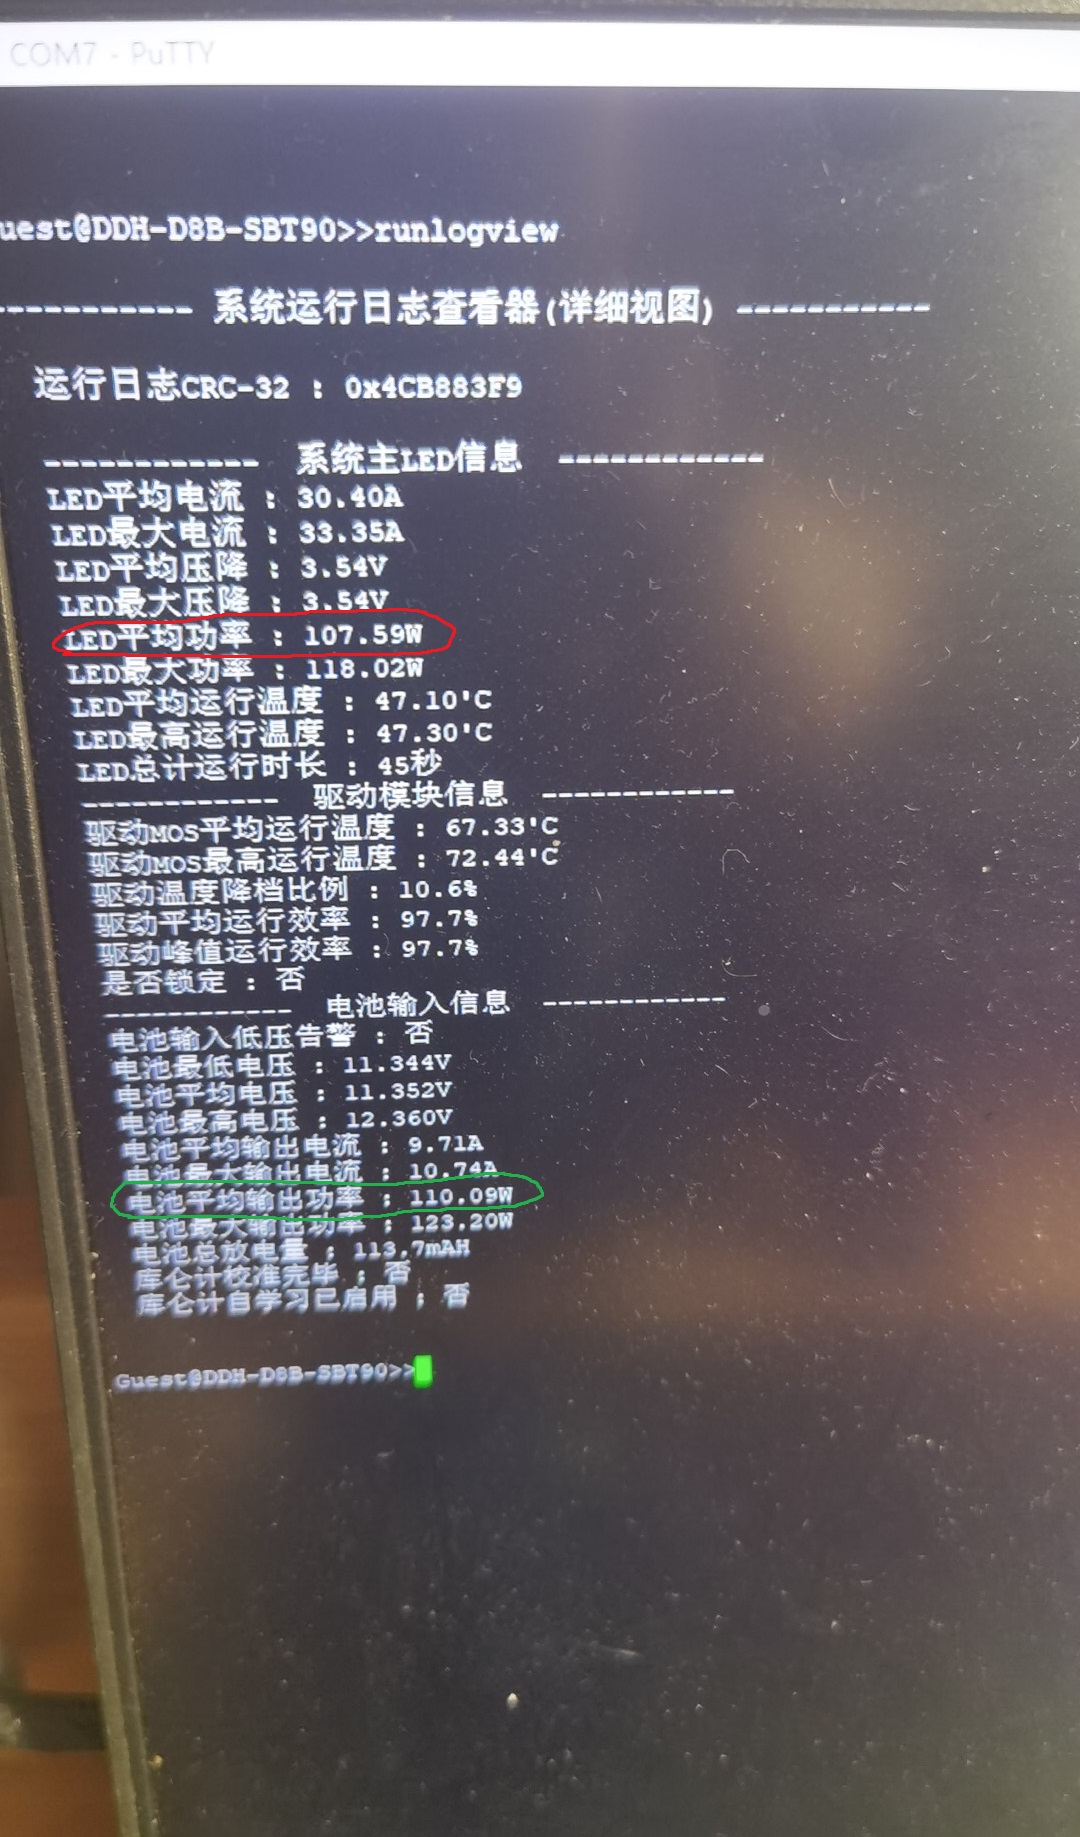 COM7 - PuTTY
uest@DDH-D8B-SBT90>>runlogview
----------- 系统运行日志查看器(详细视图) -----------
运行日志CRC-32 : 0x4CB883F9
------------ 系统主LED信息 ------------
LED平均电流 : 30.40A
LED最大电流 : 33.35A
LED平均压降 : 3.54V
LED最大压降 : 3.54V
LED平均功率 : 107.59W
LED最大功率 : 118.02W
LED平均运行温度 : 47.10'C
LED最高运行温度 : 47.30'C
LED总计运行时长 : 45秒
------------ 驱动模块信息 ------------
驱动MOS平均运行温度 : 67.33'C
驱动MOS最高运行温度 : 72.44'C
驱动温度降档比例 : 10.6%
驱动平均运行效率 : 97.7%
驱动峰值运行效率 : 97.7%
是否锁定 : 否
------------ 电池输入信息 ------------
电池输入低压告警 : 否
电池最低电压 : 11.344V
电池平均电压 : 11.352V
电池最高电压 : 12.360V
电池平均输出电流 : 9.71A
电池最大输出电流 : 10.74A
电池平均输出功率 : 110.09W
电池最大输出功率 : 123.20W
电池总放电量 : 113.7mAH
库仑计校准完毕 : 否
库仑计自学习已启用 : 否
Guest@DDH-D8B-SBT90>>